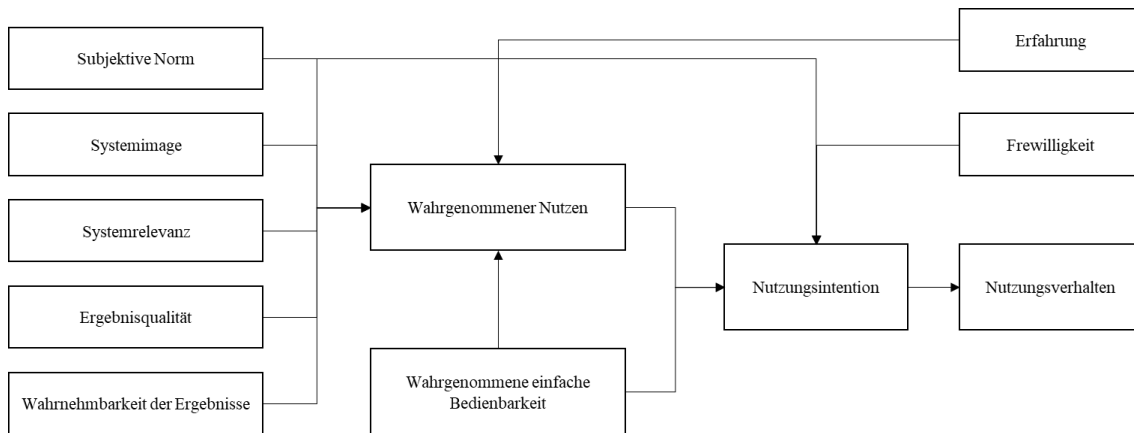 Subjektive Norm
Systemimage
Systemrelevanz
Ergebnisqualität
Wahrnehmbarkeit der Ergebnisse
Wahrgenommener Nutzen
Wahrgenommene einfache
Bedienbarkeit
Nutzungsintention
Erfahrung
Frewilligkeit
Nutzungsverhalten